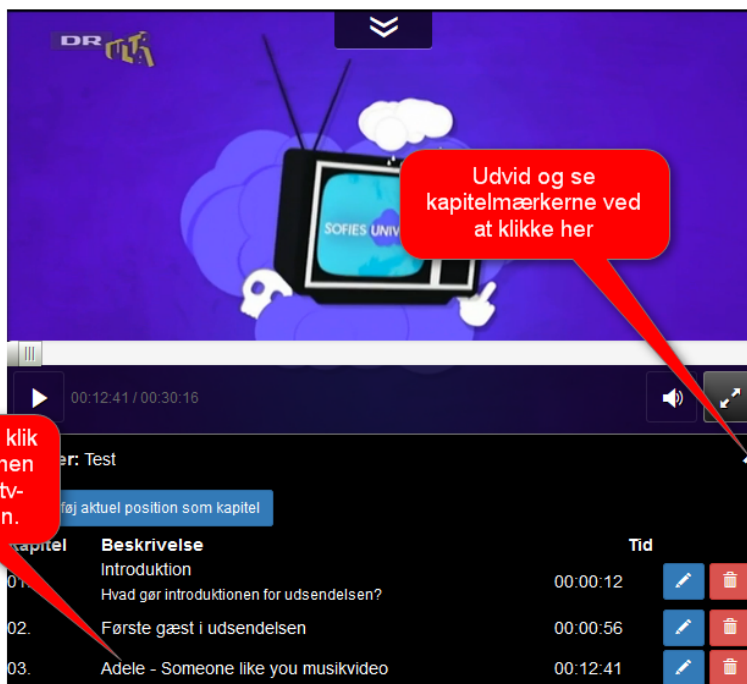 DR ULTRA
SOFIES UNIV
Udvid og se
kapitelmærkerne ved
at klikke her
00:12:41 / 00:30:16
klik
nen
er: Test
tv-
n.
føj aktuel position som kapitel
Kapitel Beskrivelse Tid
01. Introduktion 00:00:12
Hvad gør introduktionen for udsendelsen?
02. Første gæst i udsendelsen 00:00:56
03. Adele - Someone like you musikvideo 00:12:41